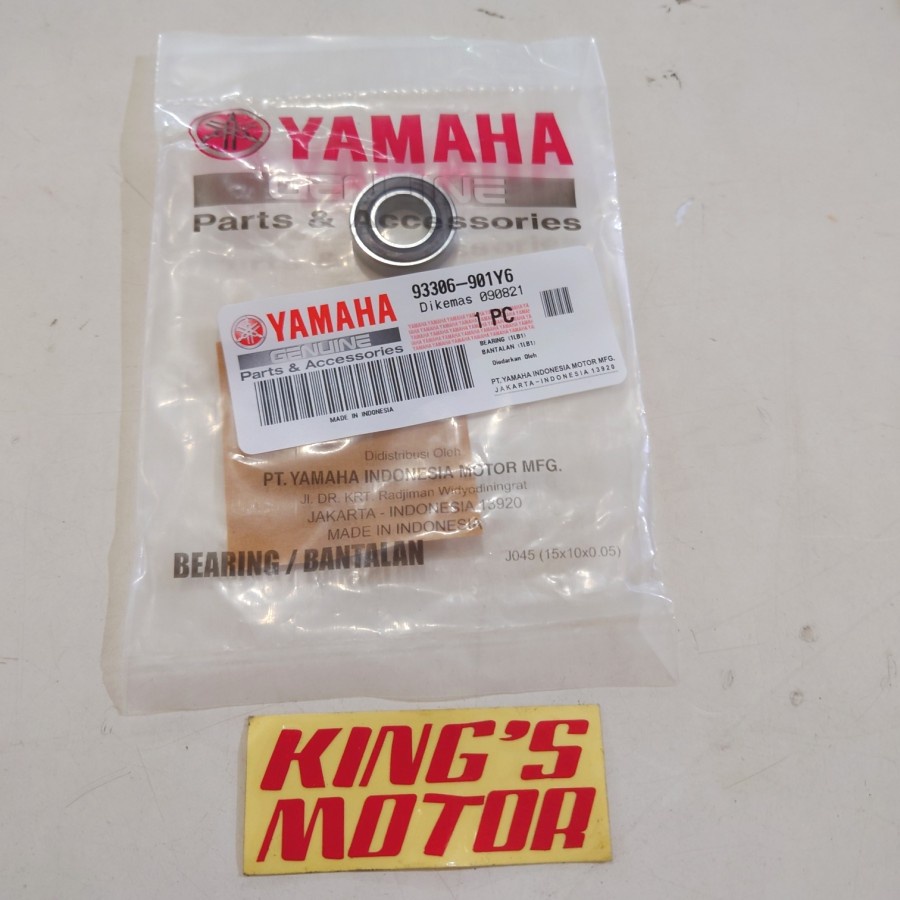 YAMAHA
GENUINE
Parts & Accessories
YAMAHA
GENUINE
Parts & Accessories
MADE IN INDONESIA
93306-901Y6
Dikemas 090821
1 PC
BEARING (1LB1)
BANTALAN (1LB1)
Diedarkan Oleh
PT. YAMAHA INDONESIA MOTOR MFG.
JAKARTA-INDONESIA 13920
Didistribusi Oleh
PT. YAMAHA INDONESIA MOTOR MFG.
Jl. DR. KRT. Radjiman Widyodiningrat
JAKARTA - INDONESIA 13920
MADE IN INDONESIA
BEARING / BANTALAN
J045 (15x10x0.05)
KING'S
MOTOR